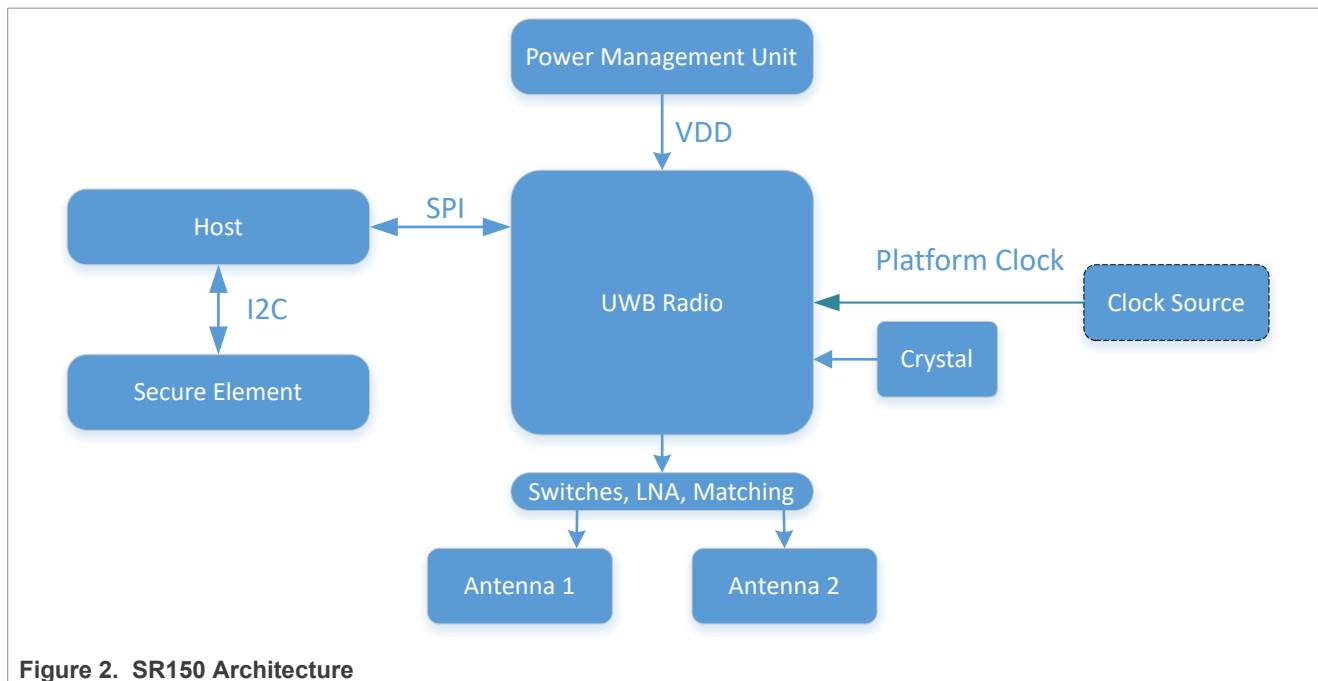 Power Management Unit
VDD
Host
SPI
UWB Radio
Platform Clock
Clock Source
I2C
Crystal
Secure Element
Switches, LNA, Matching
Antenna 1
Antenna 2
Figure 2. SR150 Architecture